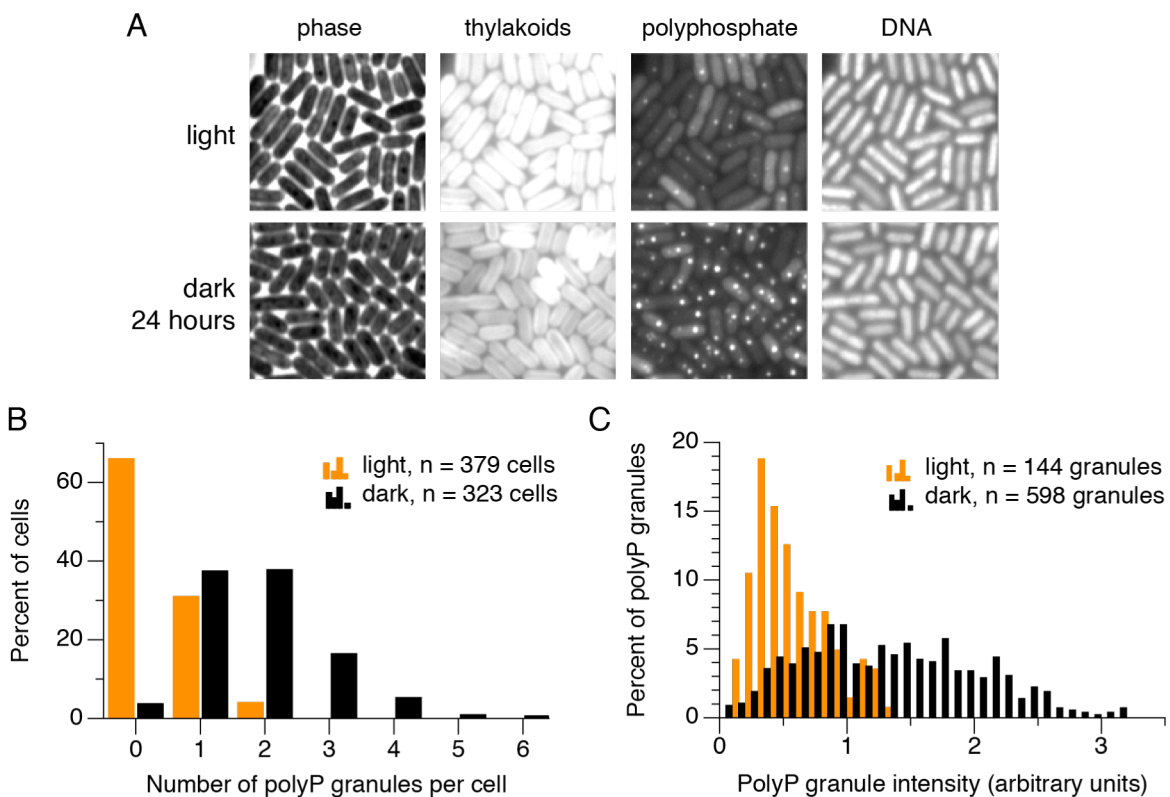 A
phase
thylakoids
polyphosphate
DNA
light
dark
24 hours
B
Percent of cells
60
40
20
0
light, n = 379 cells
dark, n = 323 cells
0 1 2 3 4 5 6
Number of polyP granules per cell
C
Percent of polyP granules
20
15
10
5
0
light, n = 144 granules
dark, n = 598 granules
0 1 2 3
PolyP granule intensity (arbitrary units)